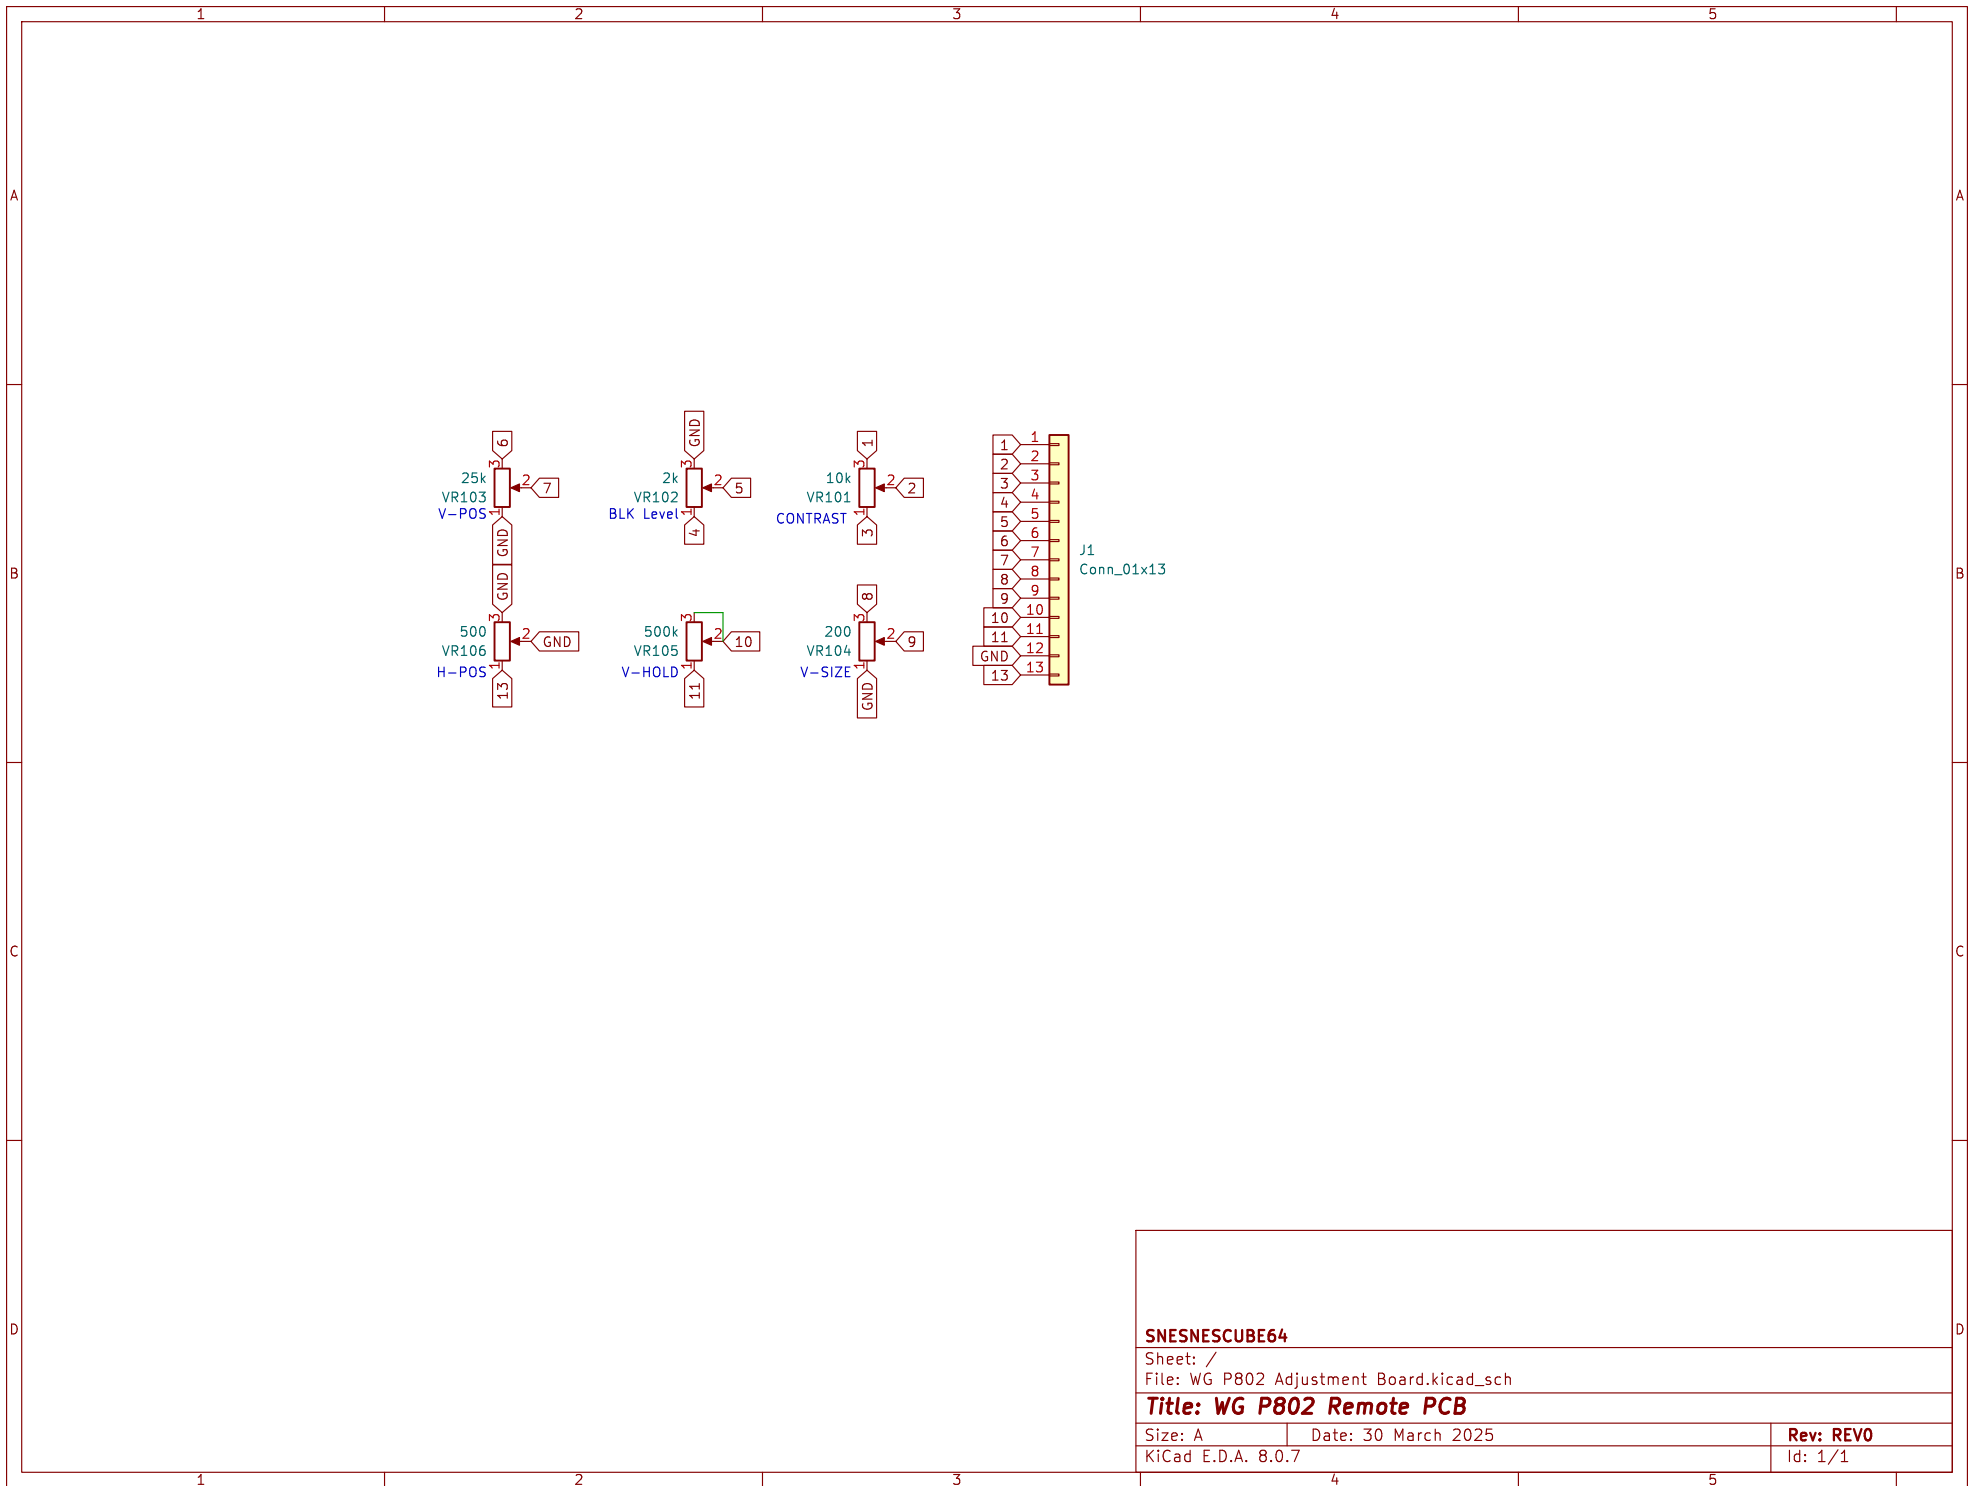 1 2 3 4 5
A A
B B
C C
D D
6
3
25k
VR103
V-POS
2 7
1
GND
GND
3
2k
VR102
BLK Level
2 5
1
4
1
3
10k
VR101
CONTRAST
2 2
1
3
GND
3
500
VR106
H-POS
2 GND
1
13
3
500k
VR105
V-HOLD
2 10
1
11
8
3
200
VR104
V-SIZE
2 9
1
GND
1 1
2 2
3 3
4 4
5 5
6 6
7 7
8 8
9 9
10 10
11 11
GND 12
13 13
J1
Conn_01x13
SNESNESCUBE64
Sheet: /
File: WG P802 Adjustment Board.kicad_sch
Title: WG P802 Remote PCB
Size: A Date: 30 March 2025 Rev: REV0
KiCad E.D.A. 8.0.7 Id: 1/1
1 2 3 4 5